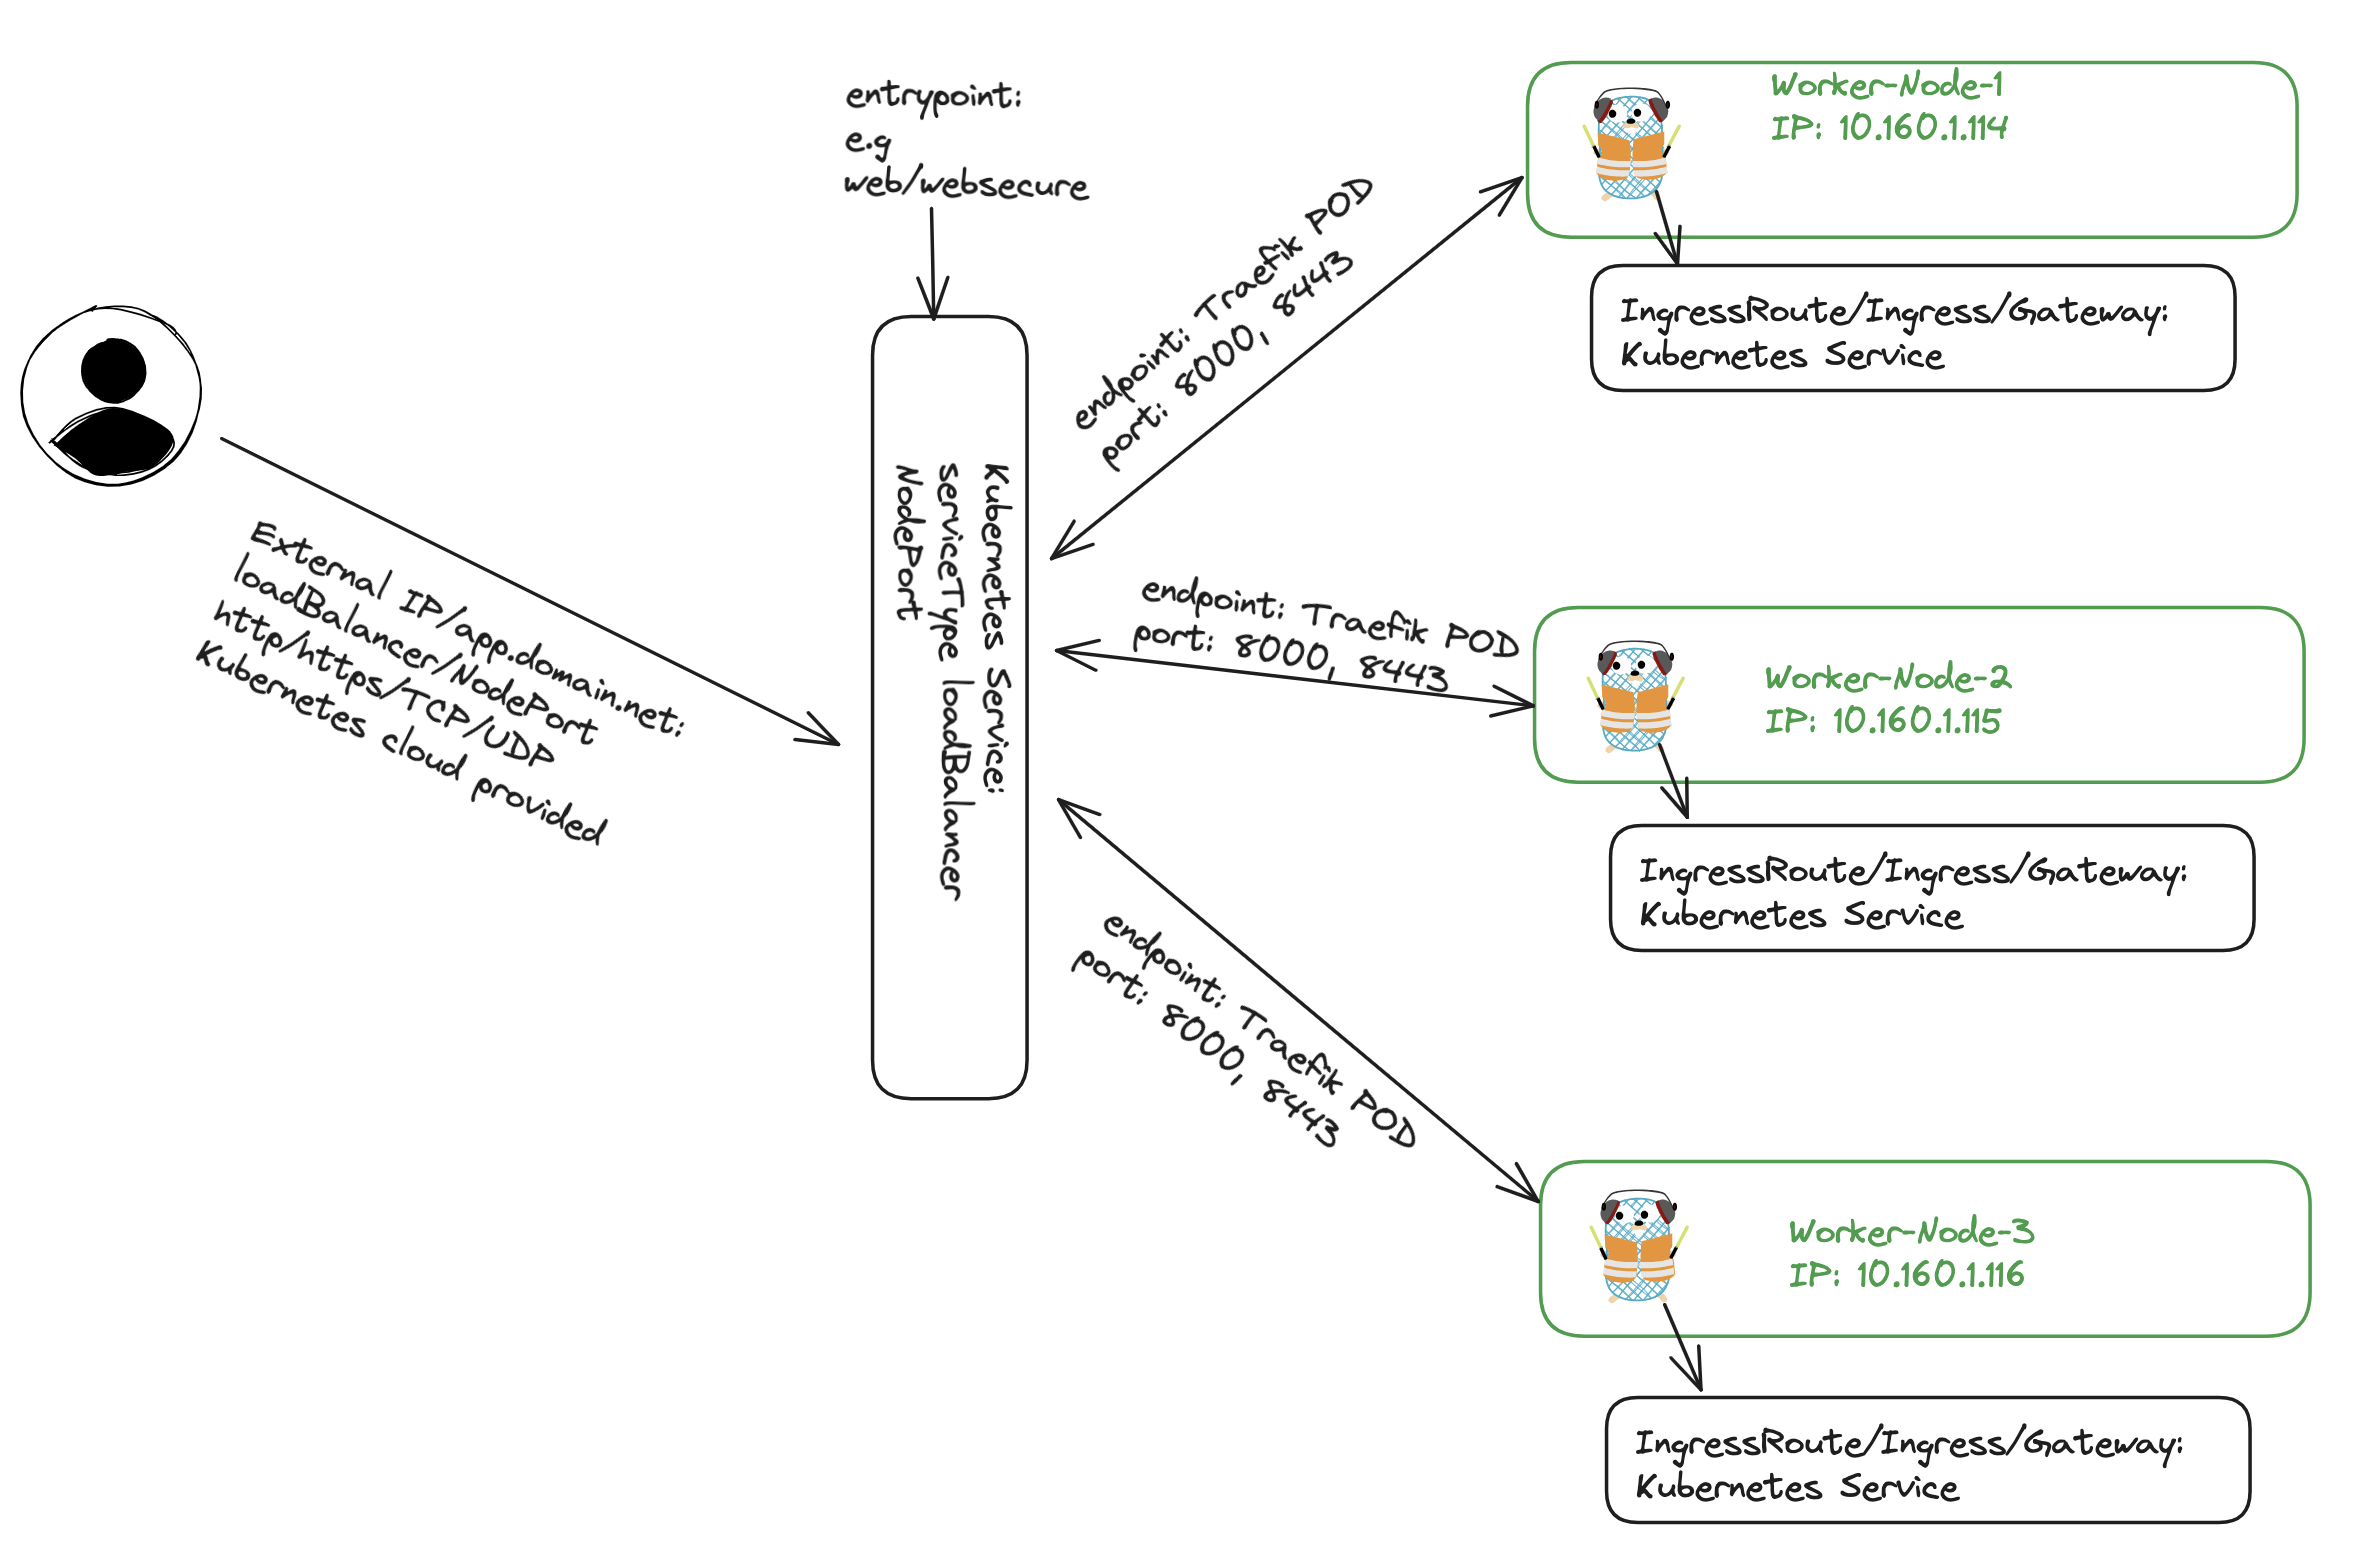 entrypoint:
e.g
web/websecure
External IP/app.domain.net:
loadBalancer/NodePort
http/https/TCP/UDP
Kubernetes cloud provided
Kubernetes Service:
serviceType loadBalancer
NodePort
endpoint: Traefik POD
port: 8000, 8443
Worker-Node-1
IP: 10.160.1.114
IngressRoute/Ingress/Gateway:
Kubernetes Service
endpoint: Traefik POD
port: 8000, 8443
Worker-Node-2
IP: 10.160.1.115
IngressRoute/Ingress/Gateway:
Kubernetes Service
endpoint: Traefik POD
port: 8000, 8443
Worker-Node-3
IP: 10.160.1.116
IngressRoute/Ingress/Gateway:
Kubernetes Service